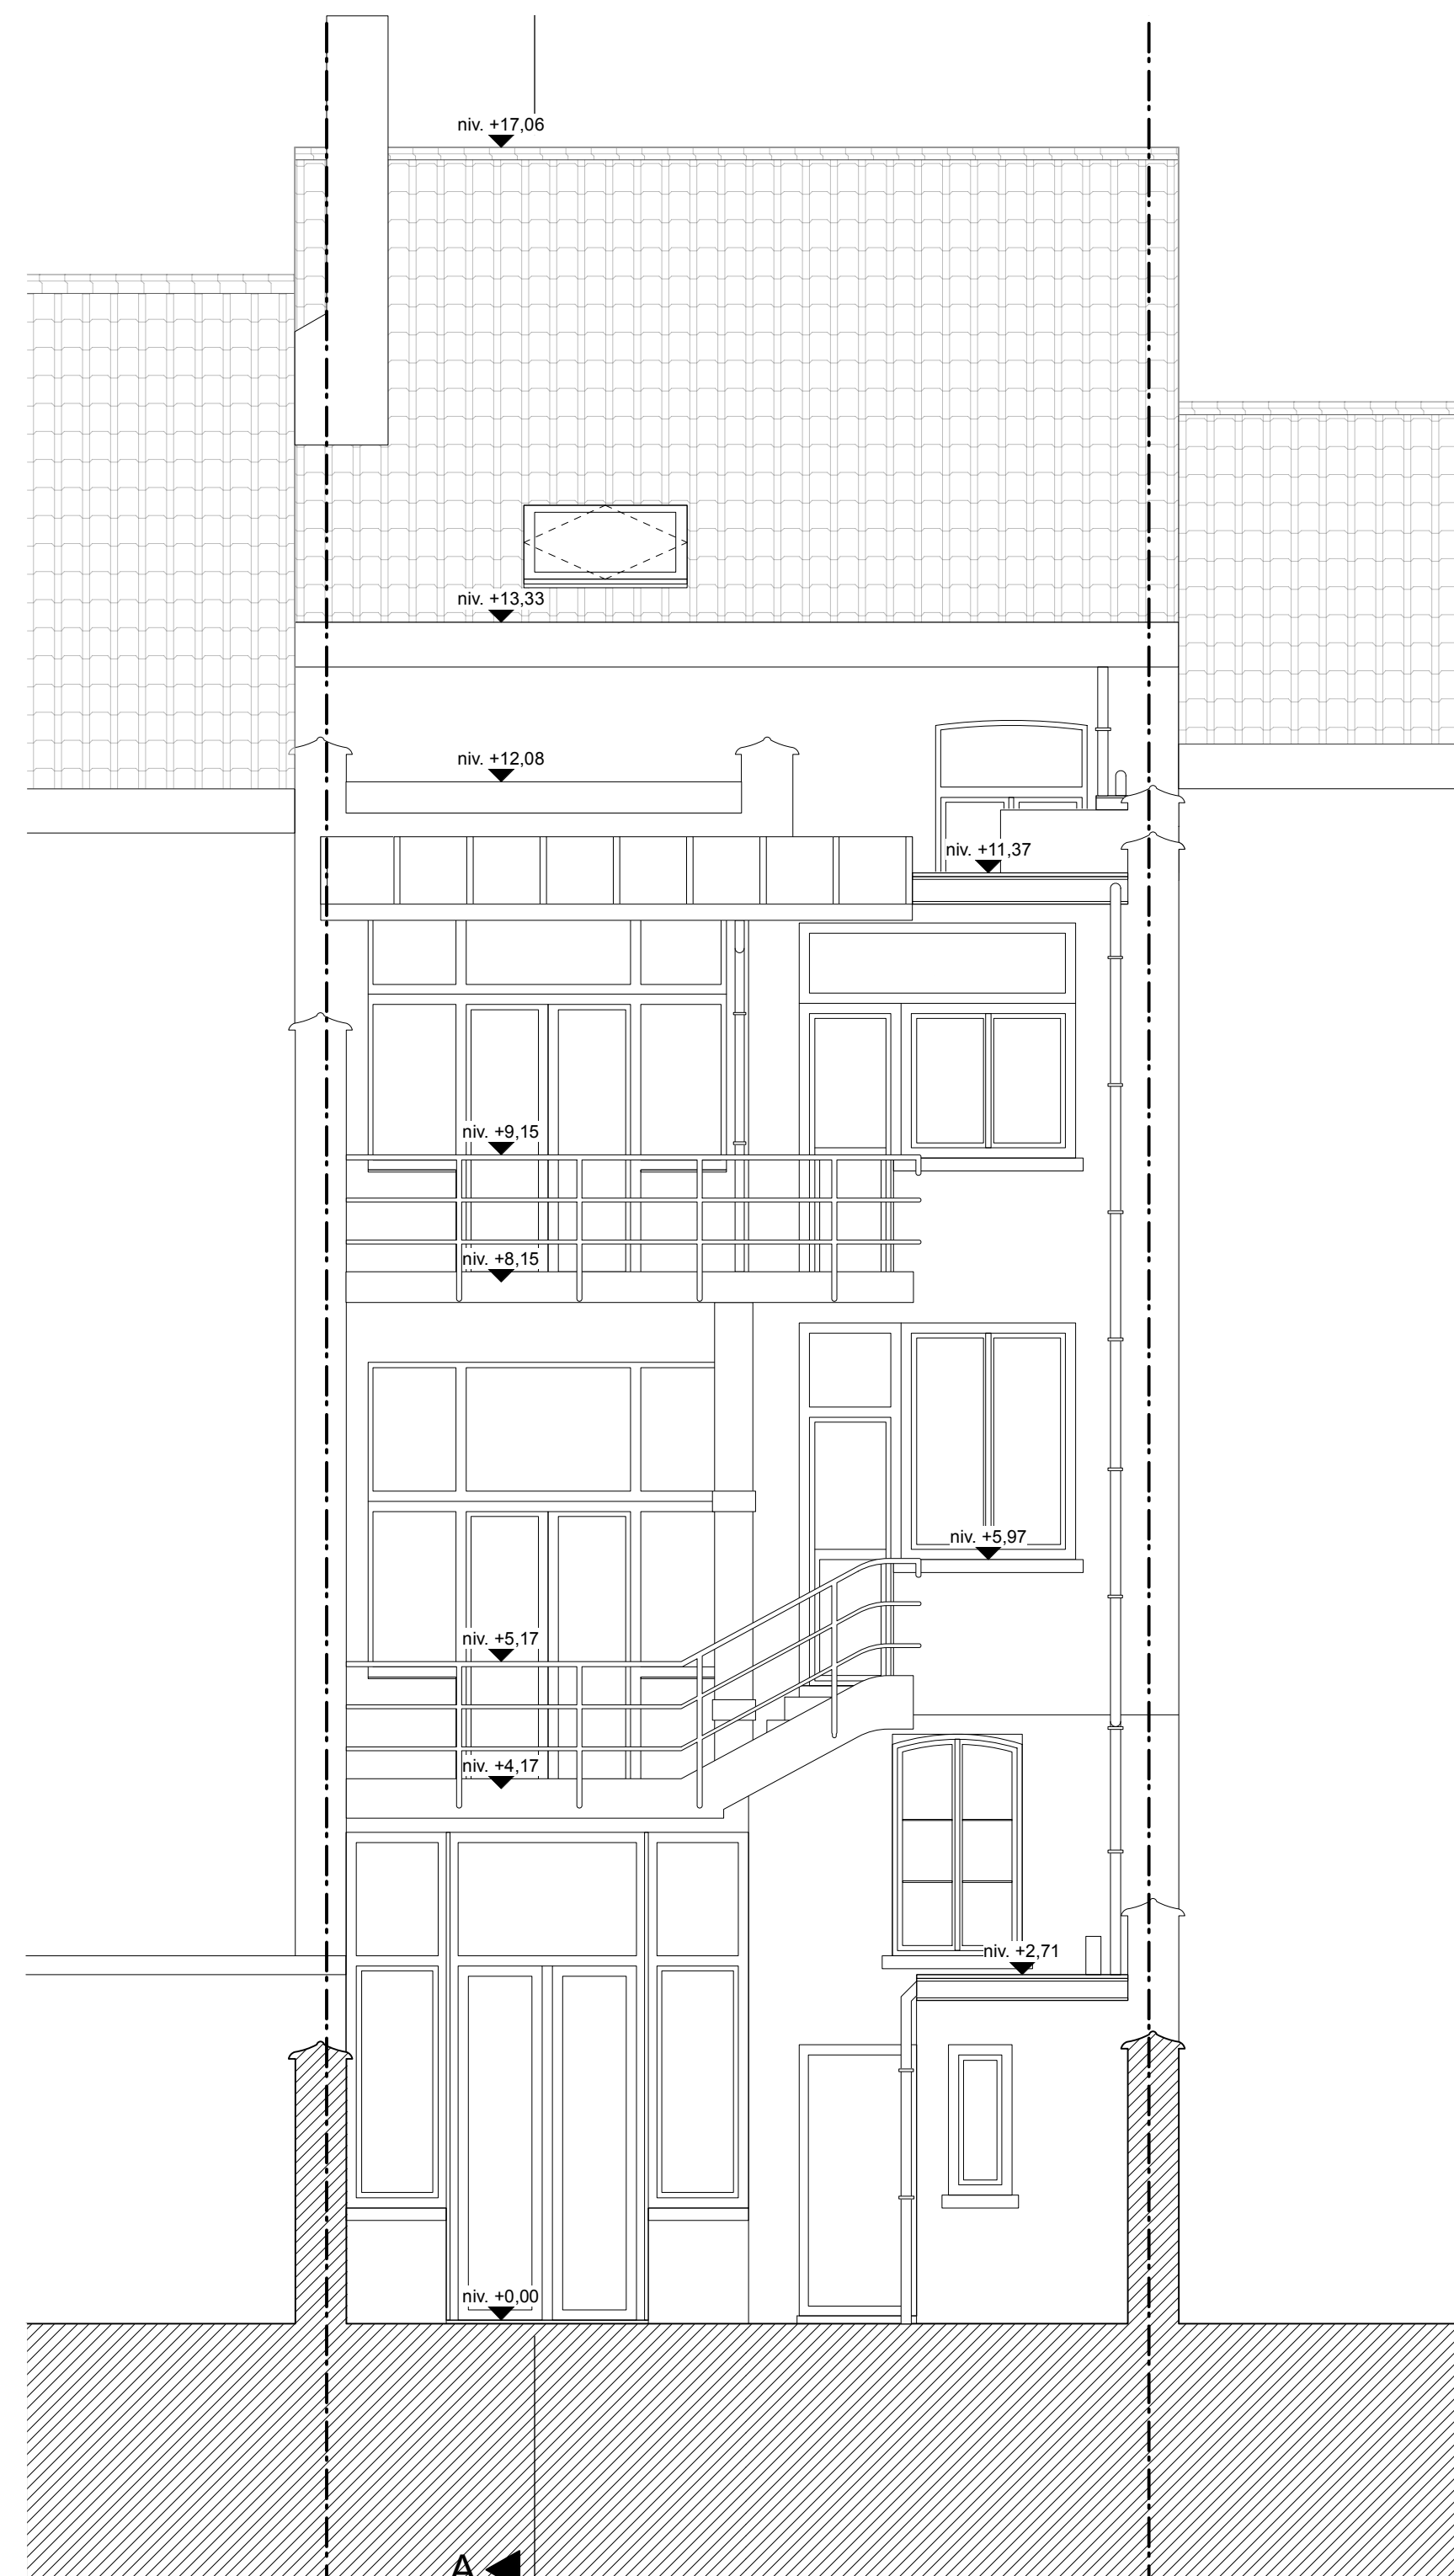 niv. +17,06
niv. +13,33
niv. +12,08
niv. +11,37
niv. +9,15
niv. +8,15
niv. +5,97
niv. +5,17
niv. +4,17
niv. +2,71
niv. +0,00
A